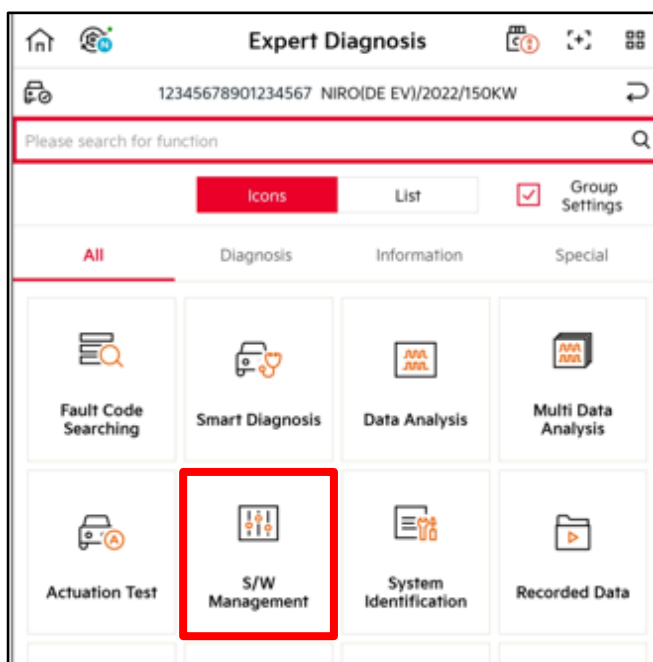 Expert Diagnosis
12345678901234567 NIRO(DE EV)/2022/150KW
Please search for function
Icons
List
Group
Settings
All
Diagnosis
Information
Special
Fault Code
Searching
Smart Diagnosis
Data Analysis
Multi Data
Analysis
Actuation Test
S/W
Management
System
Identification
Recorded Data